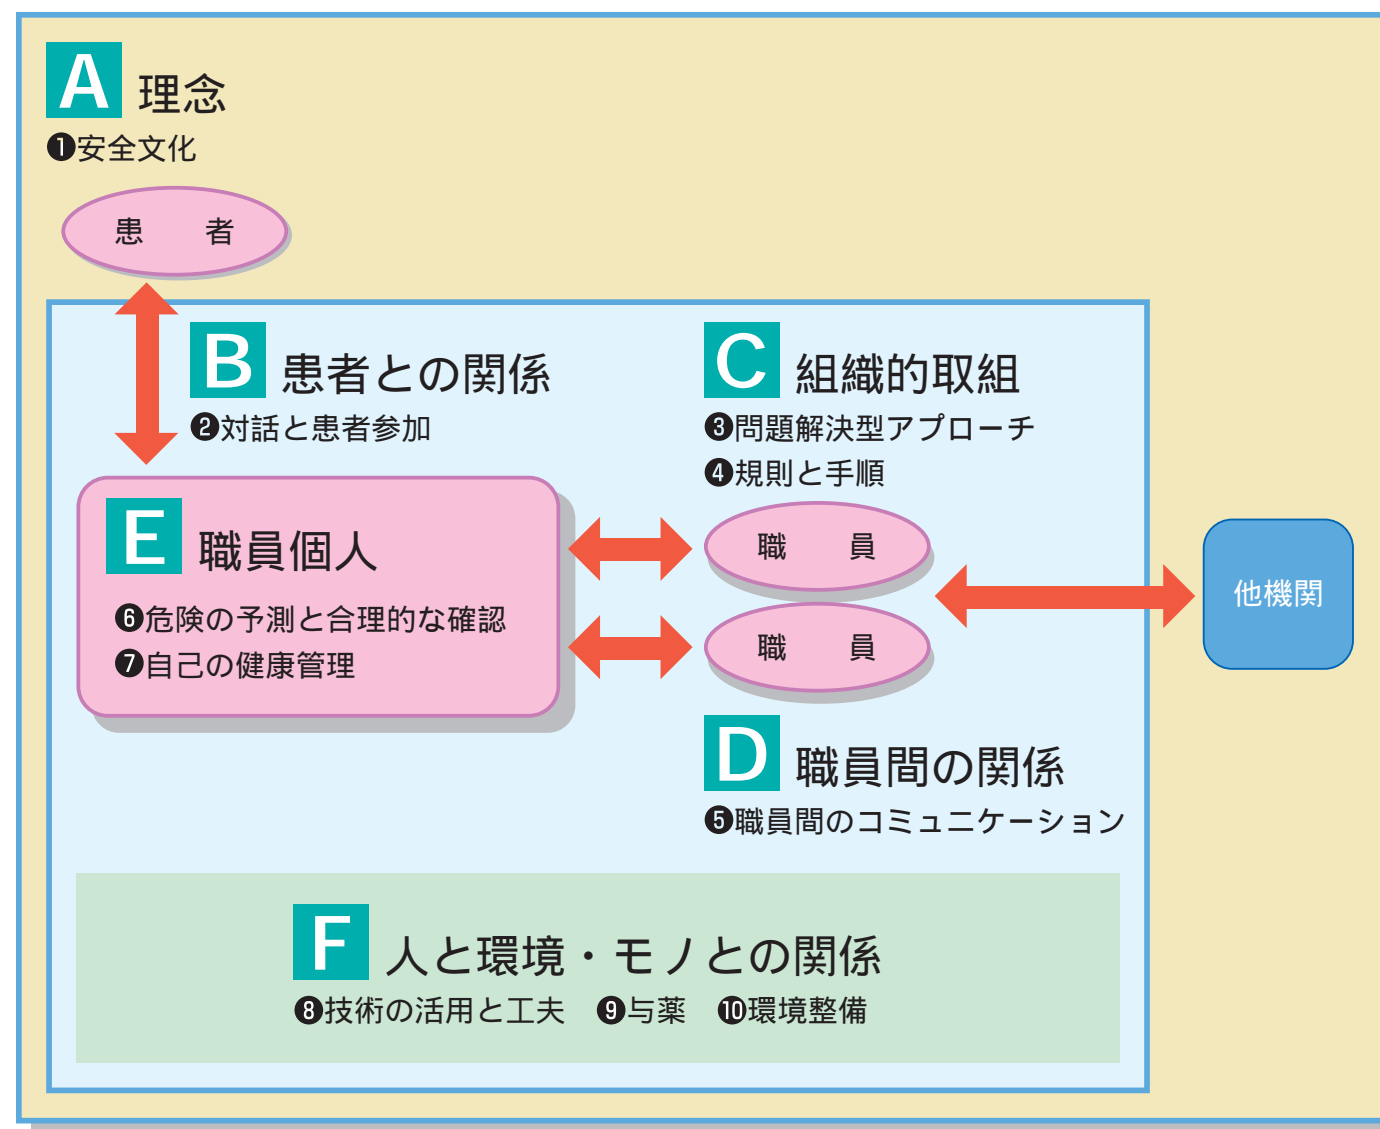 A 理念
❶安全文化
患　者
B 患者との関係
❷対話と患者参加
C 組織的取組
❸問題解決型アプローチ
❹規則と手順
E 職員個人
❻危険の予測と合理的な確認
❼自己の健康管理
職　員
職　員
他機関
D 職員間の関係
❺職員間のコミュニケーション
F 人と環境・モノとの関係
❽技術の活用と工夫　❾与薬　❿環境整備